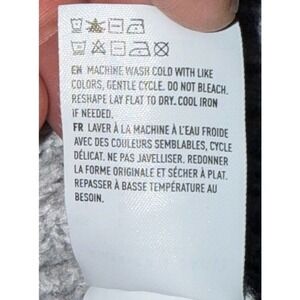 EN MACHINE WASH COLD WITH LIKE
COLORS, GENTLE CYCLE. DO NOT BLEACH.
RESHAPE LAY FLAT TO DRY. COOL IRON
IF NEEDED.
FR LAVER À LA MACHINE À L'EAU FROIDE
AVEC DES COULEURS SEMBLABLES, CYCLE
DÉLICAT. NE PAS JAVELLISER. REDONNER
LA FORME ORIGINALE ET SÉCHER À PLAT.
REPASSER À BASSE TEMPÉRATURE AU
BESOIN.